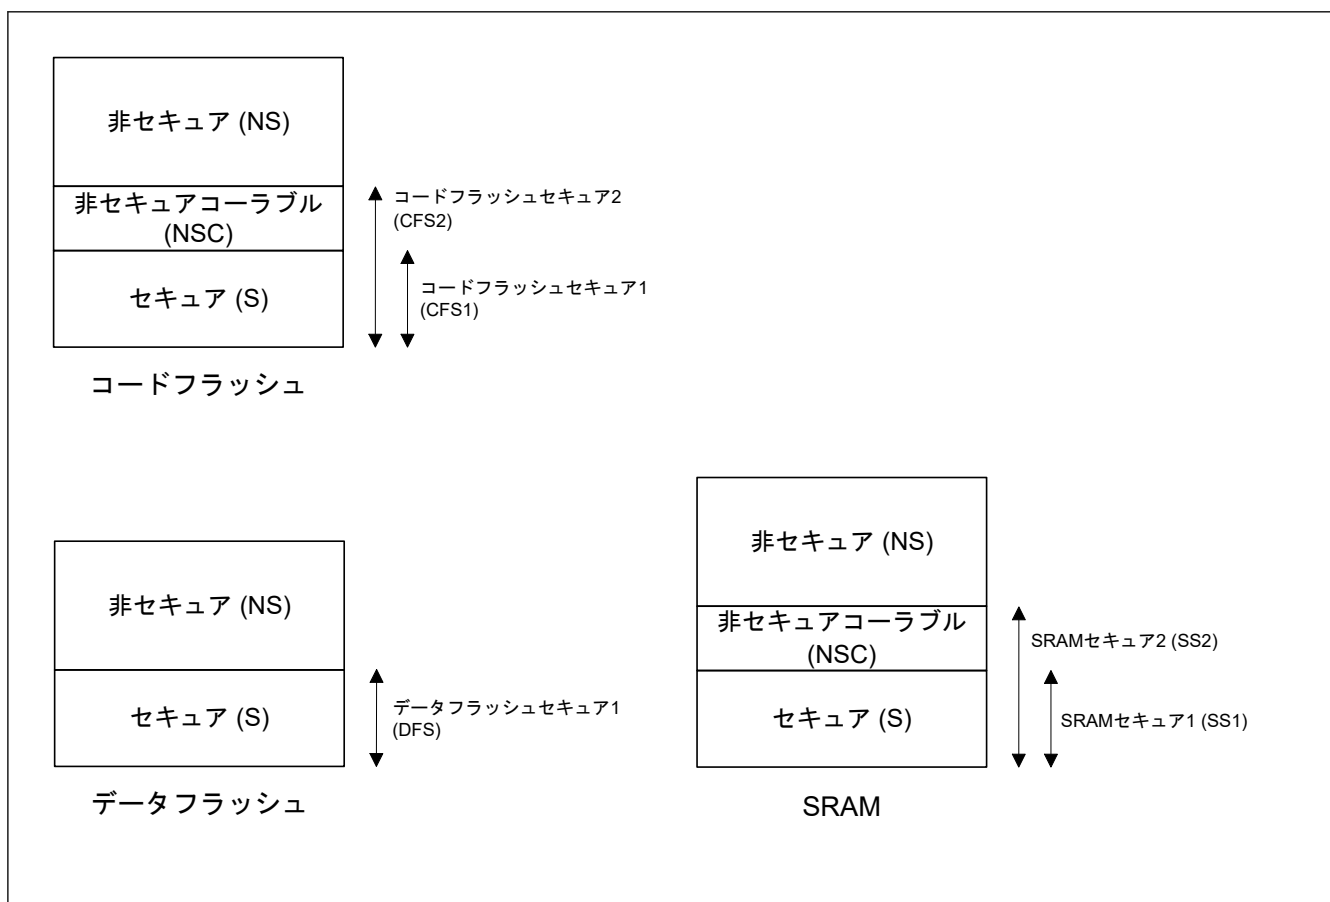 非セキュア (NS)
非セキュアコーラブル
(NSC)
セキュア (S)
コードフラッシュセキュア2
(CFS2)
コードフラッシュセキュア1
(CFS1)
コードフラッシュ
非セキュア (NS)
セキュア (S)
データフラッシュセキュア1
(DFS)
データフラッシュ
非セキュア (NS)
非セキュアコーラブル
(NSC)
セキュア (S)
SRAMセキュア2 (SS2)
SRAMセキュア1 (SS1)
SRAM